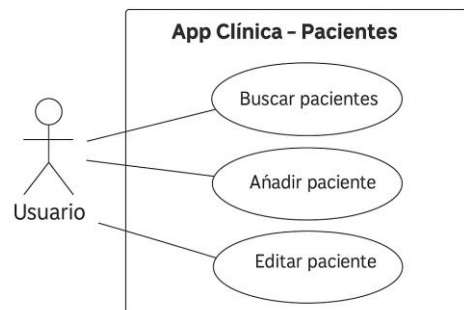 App Clínica - Pacientes
Buscar pacientes
Añadir paciente
Usuario
Editar paciente